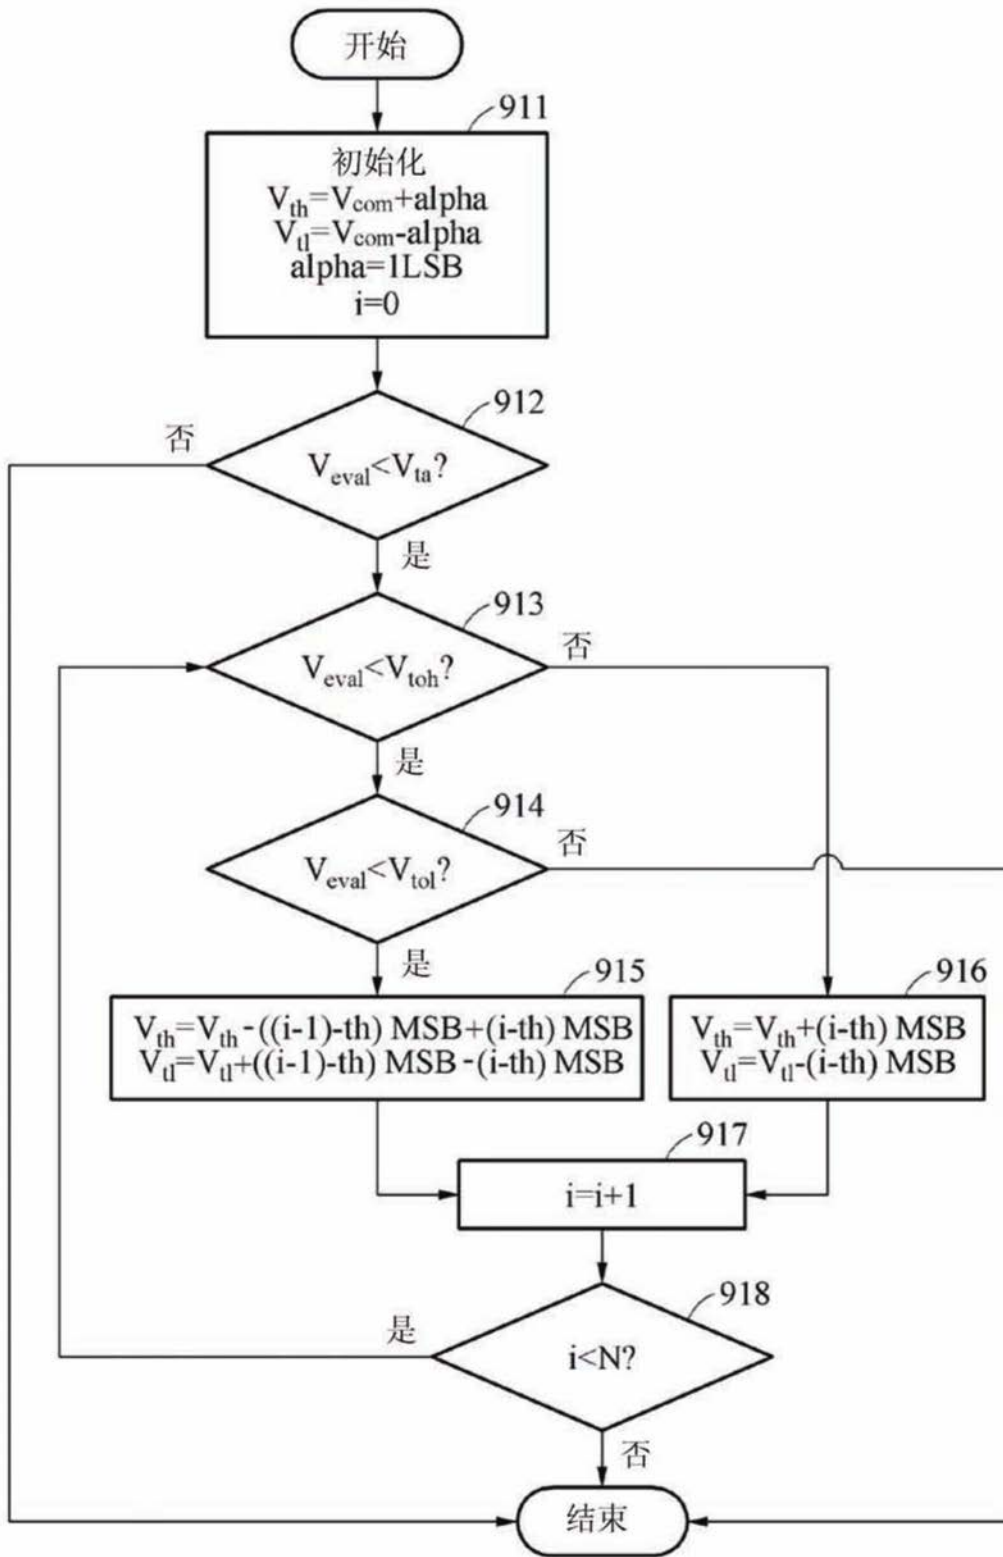 开始
911
初始化
Vth=Vcom+alpha
Vtl=Vcom-alpha
alpha=1LSB
i=0
912
否
Veval<Vta?
是
913
否
Veval<Vtoh?
是
914
否
Veval<Vtol?
是
915
Vth=Vth-((i-1)-th) MSB+(i-th) MSB
Vtl=Vtl+((i-1)-th) MSB-(i-th) MSB
916
Vth=Vth+(i-th) MSB
Vtl=Vtl-(i-th) MSB
917
i=i+1
918
是
i<N?
否
结束